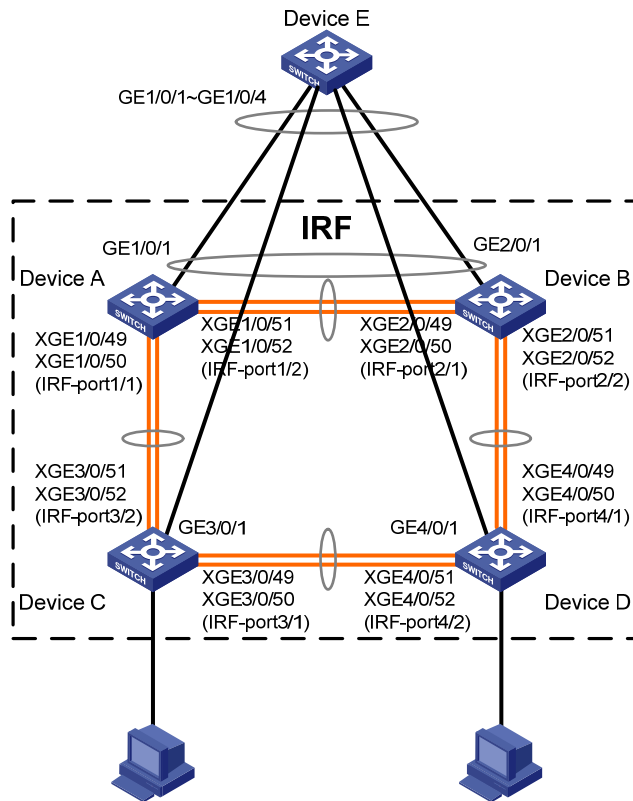 Device E
SWITCH
GE1/0/1~GE1/0/4
IRF
GE1/0/1
GE2/0/1
Device A
Device B
SWITCH
SWITCH
XGE1/0/49
XGE1/0/50
(IRF-port1/1)
XGE1/0/51
XGE1/0/52
(IRF-port1/2)
XGE2/0/49
XGE2/0/50
(IRF-port2/1)
XGE2/0/51
XGE2/0/52
(IRF-port2/2)
XGE3/0/51
XGE3/0/52
(IRF-port3/2)
XGE4/0/49
XGE4/0/50
(IRF-port4/1)
GE3/0/1
GE4/0/1
SWITCH
SWITCH
Device C
XGE3/0/49
XGE3/0/50
(IRF-port3/1)
XGE4/0/51
XGE4/0/52
(IRF-port4/2)
Device D